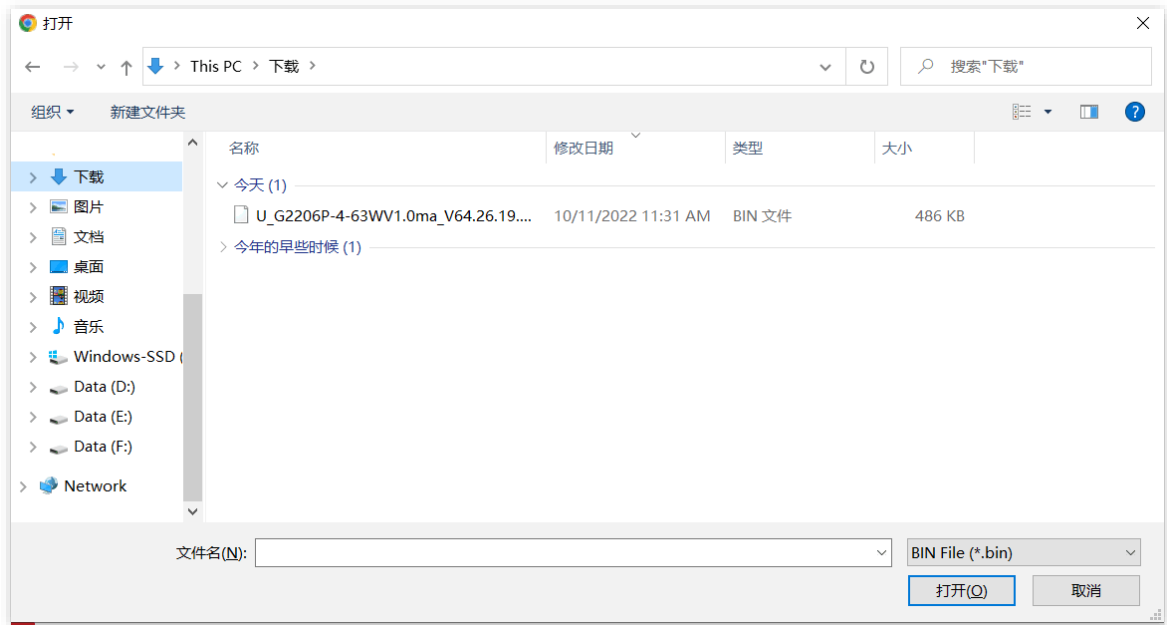 打开
This PC > 下载 >
搜索"下载"
组织 新建文件夹
名称 修改日期 类型 大小
下载
图片
文档
桌面
视频
音乐
Windows-SSD (
Data (D:)
Data (E:)
Data (F:)
Network
今天 (1)
U_G2206P-4-63WV1.0ma_V64.26.19.... 10/11/2022 11:31 AM BIN 文件 486 KB
今年的早些时候 (1)
文件名(N): BIN File (*.bin)
打开(O) 取消